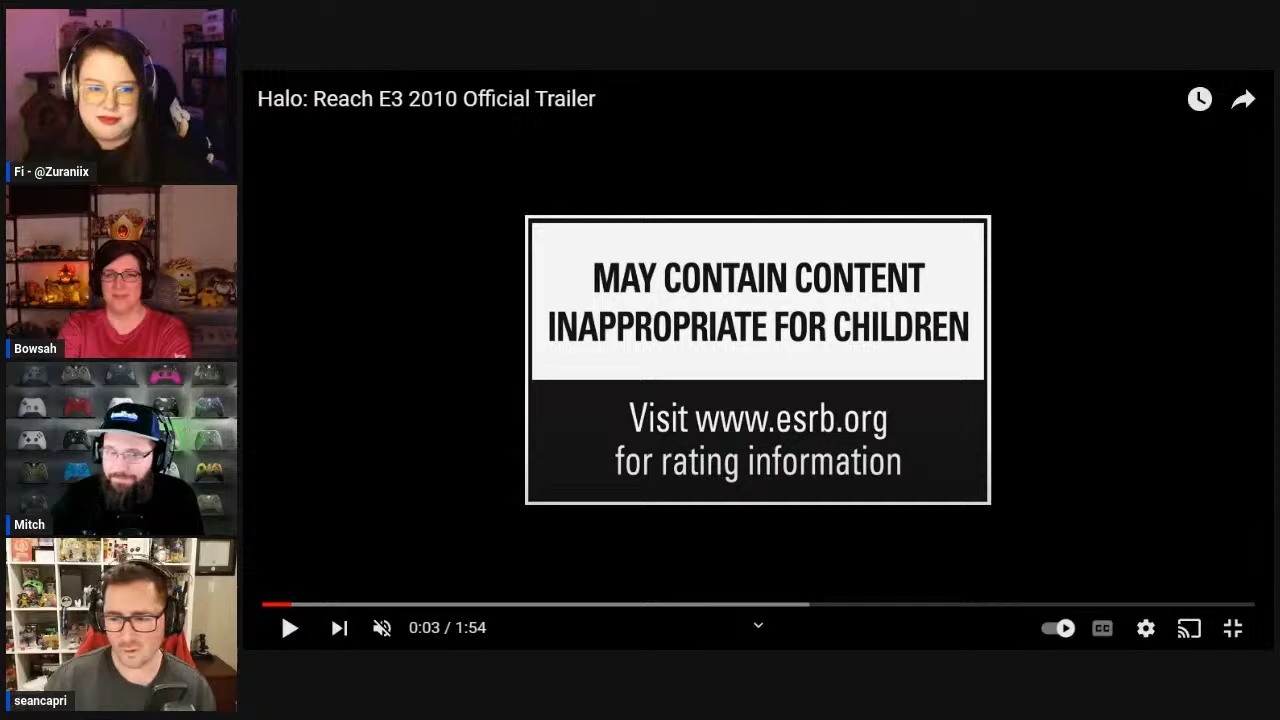 Halo: Reach E3 2010 Official Trailer
Fi - @Zuraniix
MAY CONTAIN CONTENT
INAPPROPRIATE FOR CHILDREN
Visit www.esrb.org
for rating information
Bowsah
Mitch
0:03 / 1:54
CC
seancapri